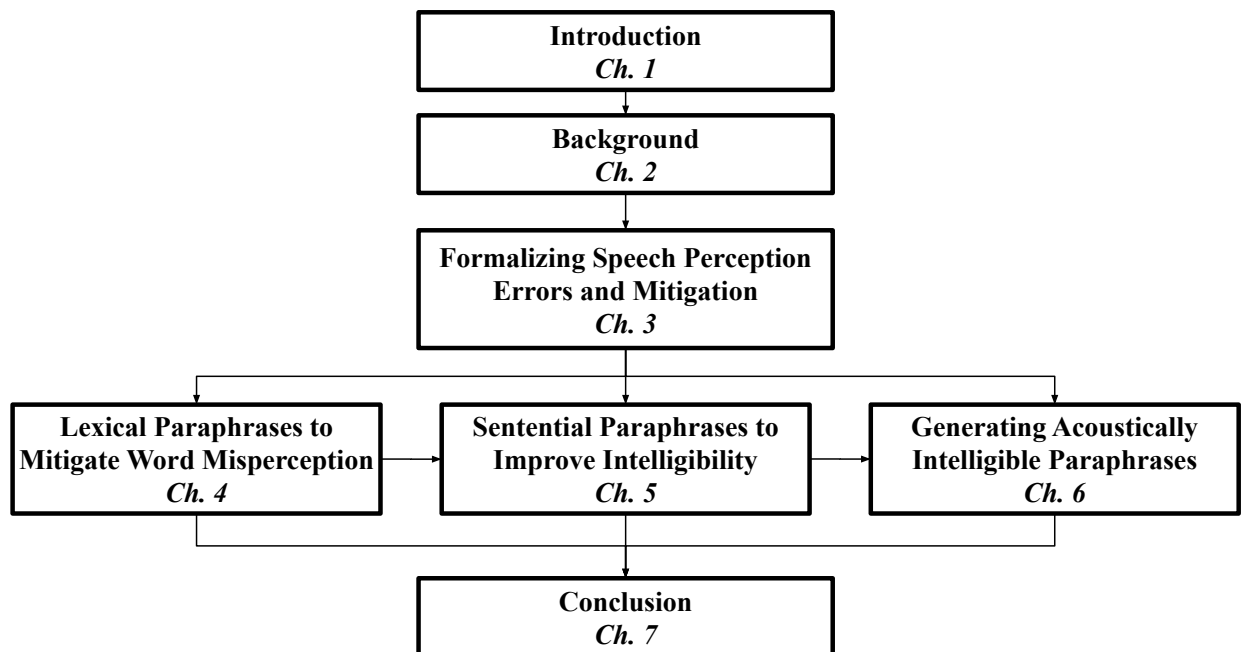 Introduction
Ch. 1
Background
Ch. 2
Formalizing Speech Perception
Errors and Mitigation
Ch. 3
Lexical Paraphrases to
Mitigate Word Misperception
Ch. 4
Sentential Paraphrases to
Improve Intelligibility
Ch. 5
Generating Acoustically
Intelligible Paraphrases
Ch. 6
Conclusion
Ch. 7